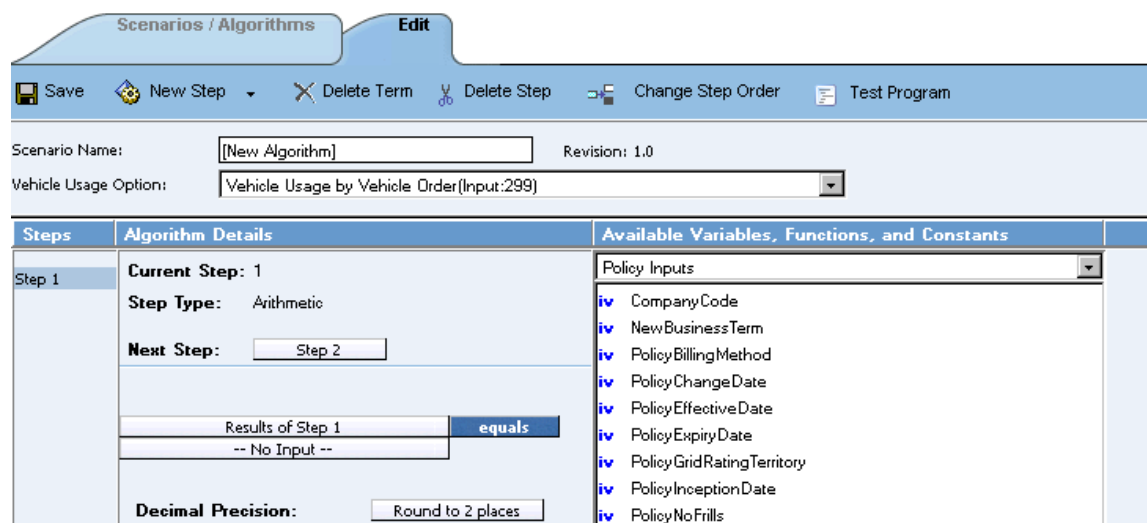 Scenarios / Algorithms
Edit
Save New Step Delete Term Delete Step Change Step Order Test Program
Scenario Name: [New Algorithm] Revision: 1.0
Vehicle Usage Option: Vehicle Usage by Vehicle Order(Input:299)
Steps Algorithm Details Available Variables, Functions, and Constants
Step 1
Current Step: 1
Step Type: Arithmetic
Next Step: Step 2
Results of Step 1 equals
-- No Input --
Decimal Precision: Round to 2 places
Policy Inputs
iv CompanyCode
iv NewBusinessTerm
iv PolicyBillingMethod
iv PolicyChangeDate
iv PolicyEffectiveDate
iv PolicyExpiryDate
iv PolicyGridRatingTerritory
iv PolicyInceptionDate
iv PolicyNoFrills